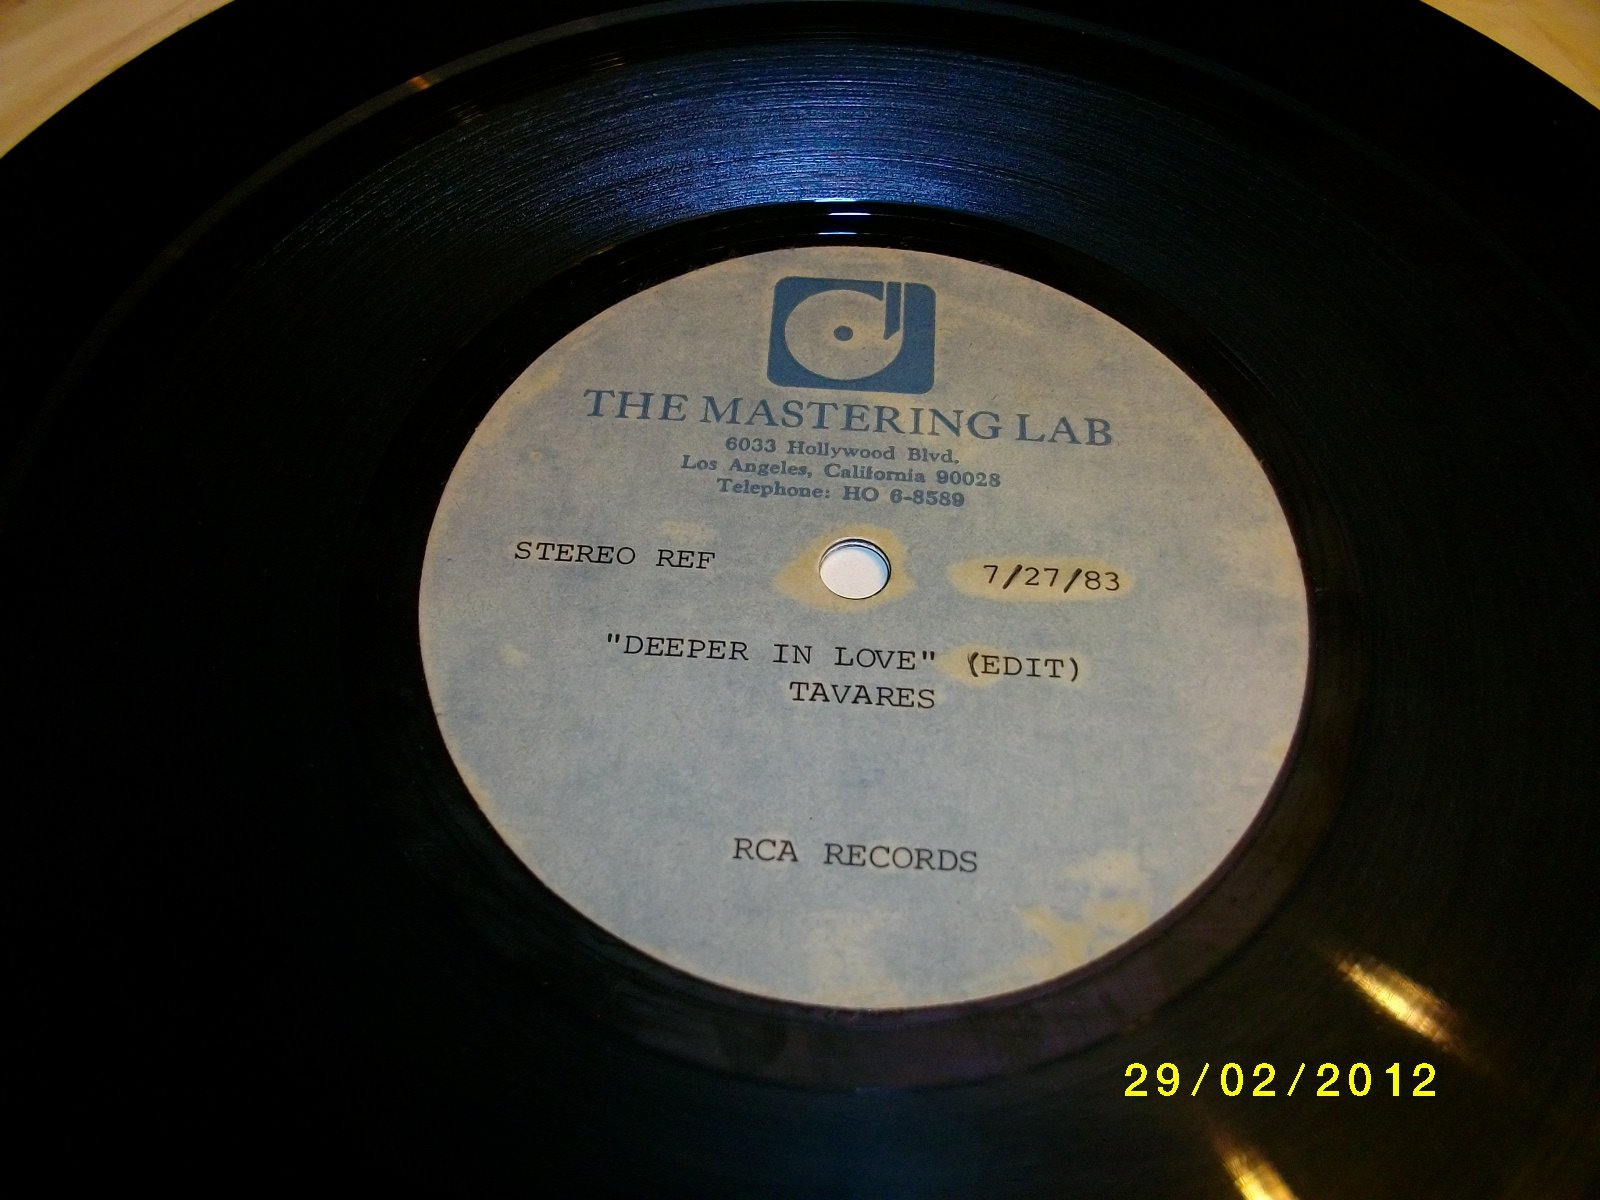 THE MASTERING LAB
6033 Hollywood Blvd.
Los Angeles, California 90028
Telephone: HO 6-8589
STEREO REF 7/27/83
"DEEPER IN LOVE" (EDIT)
TAVARES
RCA RECORDS
29/02/2012